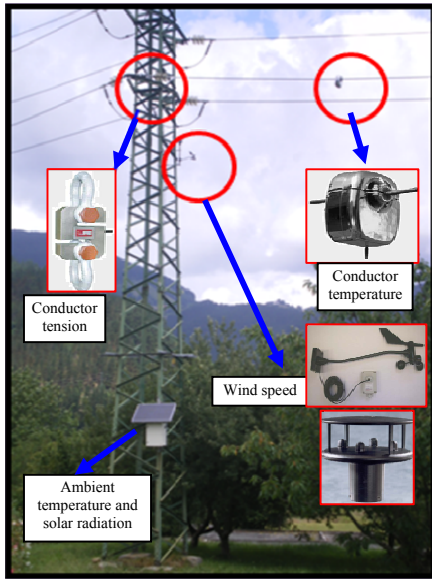 Conductor
tension
Conductor
temperature
Wind speed
Ambient
temperature and
solar radiation